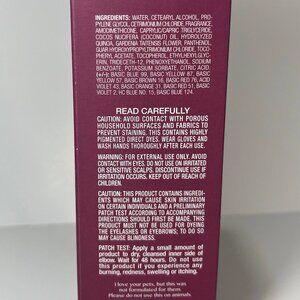 INGREDIENTS: WATER, CETEARYL ALCOHOL, PRO-
PYLENE GLYCOL, CETRIMONIUM CHLORIDE, FRAGRANCE,
AMODIMETHICONE, CAPRYLIC/CAPRIC TRIGLYCERIDE,
COCOS NUCIFERA (COCONUT) OIL, HYDROLYZED
QUINOA, GARDENIA TAITENSIS FLOWER, PANTHENOL,
GUAR HYDROXYPROPYLTRIMONIUM CHLORIDE, TOCO-
PHERYL ACETATE, TOCOPHEROL, ETHYLHEXYLGLY-
CERIN, TRIDECETH-12, PHENOXYETHANOL, SODIUM
BENZOATE, POTASSIUM SORBATE, CITRIC ACID.
(+/-): BASIC BLUE 99, BASIC YELLOW 87, BASIC
YELLOW 57, BASIC BROWN 16, BASIC RED 76, ACID
VIOLET 43, BASIC ORANGE 31, BASIC RED 51, BASIC
VIOLET 2, HC BLUE NO. 15, BASIC BLUE 124.
READ CAREFULLY
CAUTION: AVOID CONTACT WITH POROUS
HOUSEHOLD SURFACES AND FABRICS TO
PREVENT STAINING. THIS CONTAINS HIGHLY
PIGMENTED DIRECT DYES. WEAR GLOVES AND
WASH HANDS THOROUGHLY AFTER EACH USE.
WARNING: FOR EXTERNAL USE ONLY. AVOID
CONTACT WITH EYES. DO NOT USE ON IRRITATED
OR SENSITIVE SCALPS. DISCONTINUE USE IF
IRRITATION OCCURS. KEEP OUT OF REACH OF CHILDREN.
CAUTION: THIS PRODUCT CONTAINS INGREDI-
ENTS WHICH MAY CAUSE SKIN IRRITATION
ON CERTAIN INDIVIDUALS AND A PRELIMINARY
PATCH TEST ACCORDING TO ACCOMPANYING
DIRECTIONS SHOULD FIRST BE MADE. THIS
PRODUCT MUST NOT BE USED FOR DYEING
THE EYELASHES OR EYEBROWS; TO DO SO
MAY CAUSE BLINDNESS.
PATCH TEST: Apply a small amount of
product to dry, cleansed inner side of
elbow. Wait for 48 hours. Do not use
this product if you experience any
burning, redness, swelling or itching.
I love your pets, but this was
not formulated for them.
Please do not use this on animals.